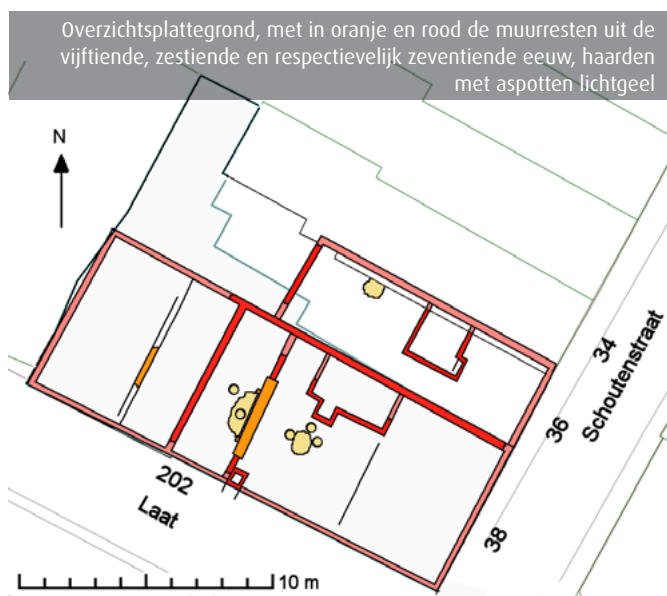 Overzichtsplattegrond, met in oranje en rood de muurresten uit de
vijftiende, zestiende en respectievelijk zeventiende eeuw, haarden
met aspotten lichtgeel
N
34
Schoutenstraat
36
38
202
Laat
10 m